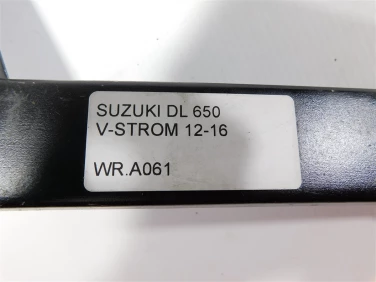 SUZUKI DL 650
V-STROM 12-16
WR.A061